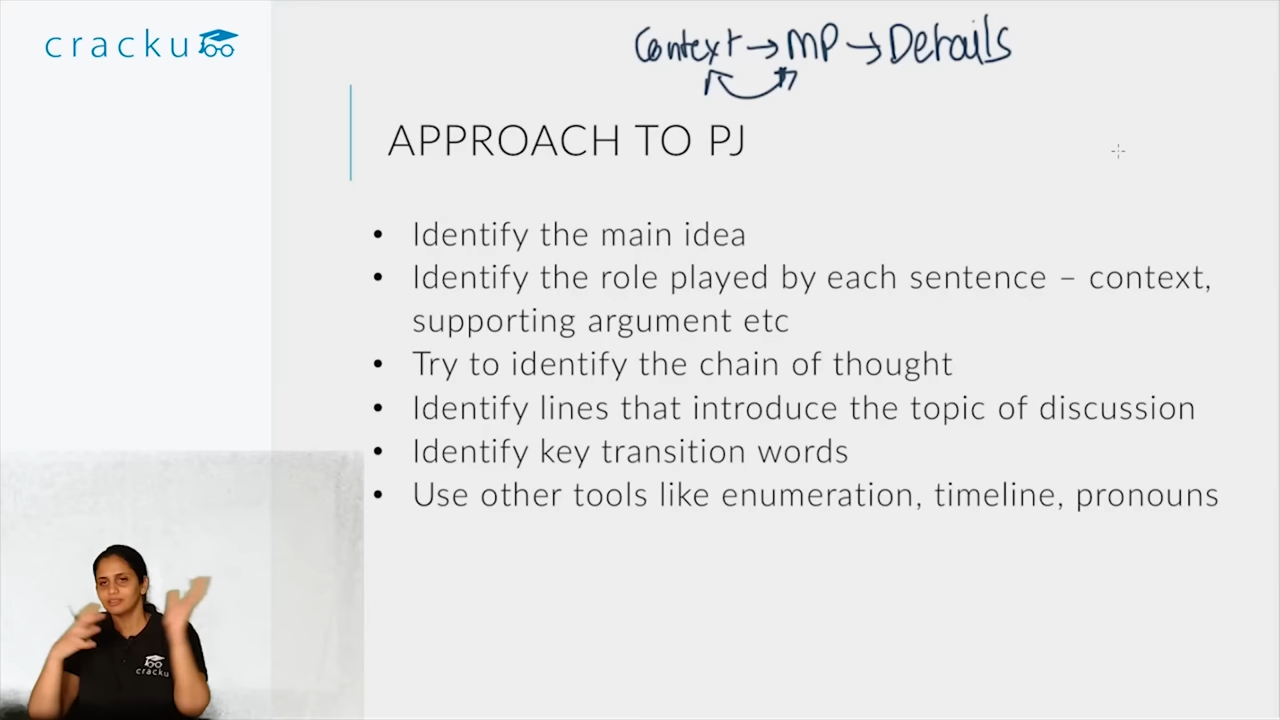 cracku
Context → MP → Details
APPROACH TO PJ
• Identify the main idea
• Identify the role played by each sentence – context,
supporting argument etc
• Try to identify the chain of thought
• Identify lines that introduce the topic of discussion
• Identify key transition words
• Use other tools like enumeration, timeline, pronouns
cracku